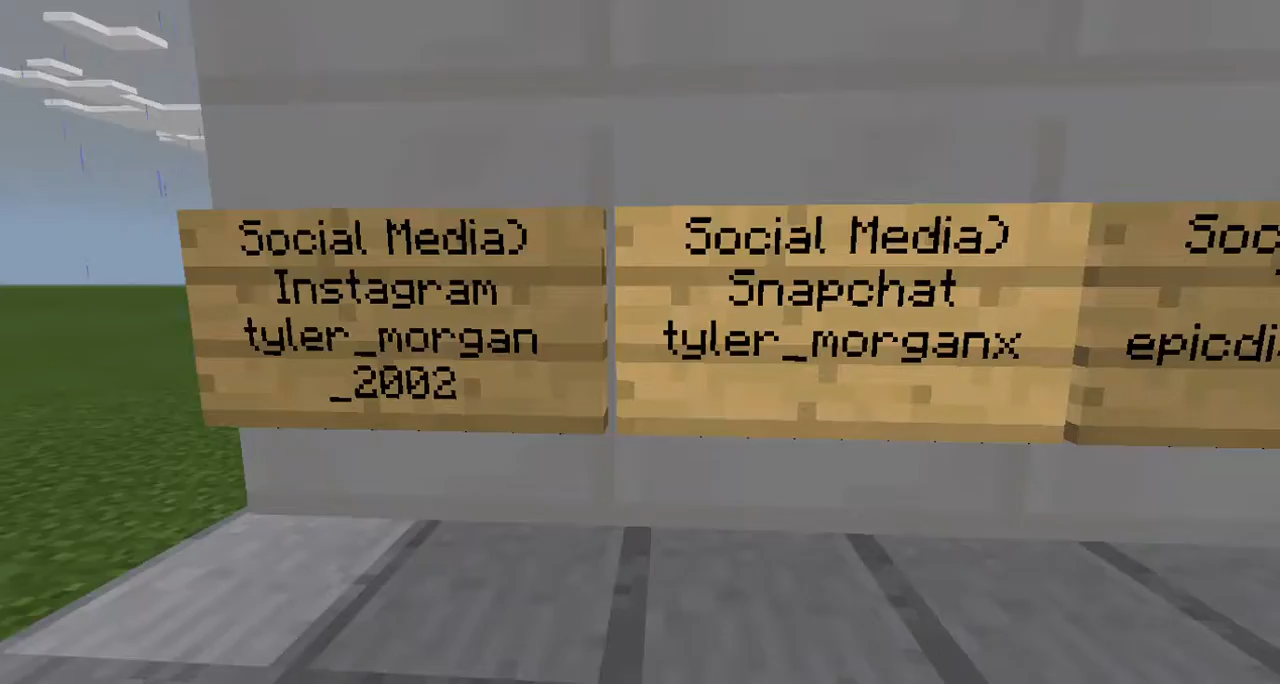 Social Media)
Instagram
tyler_morgan
_2002
Social Media)
Snapchat
tyler_morganx